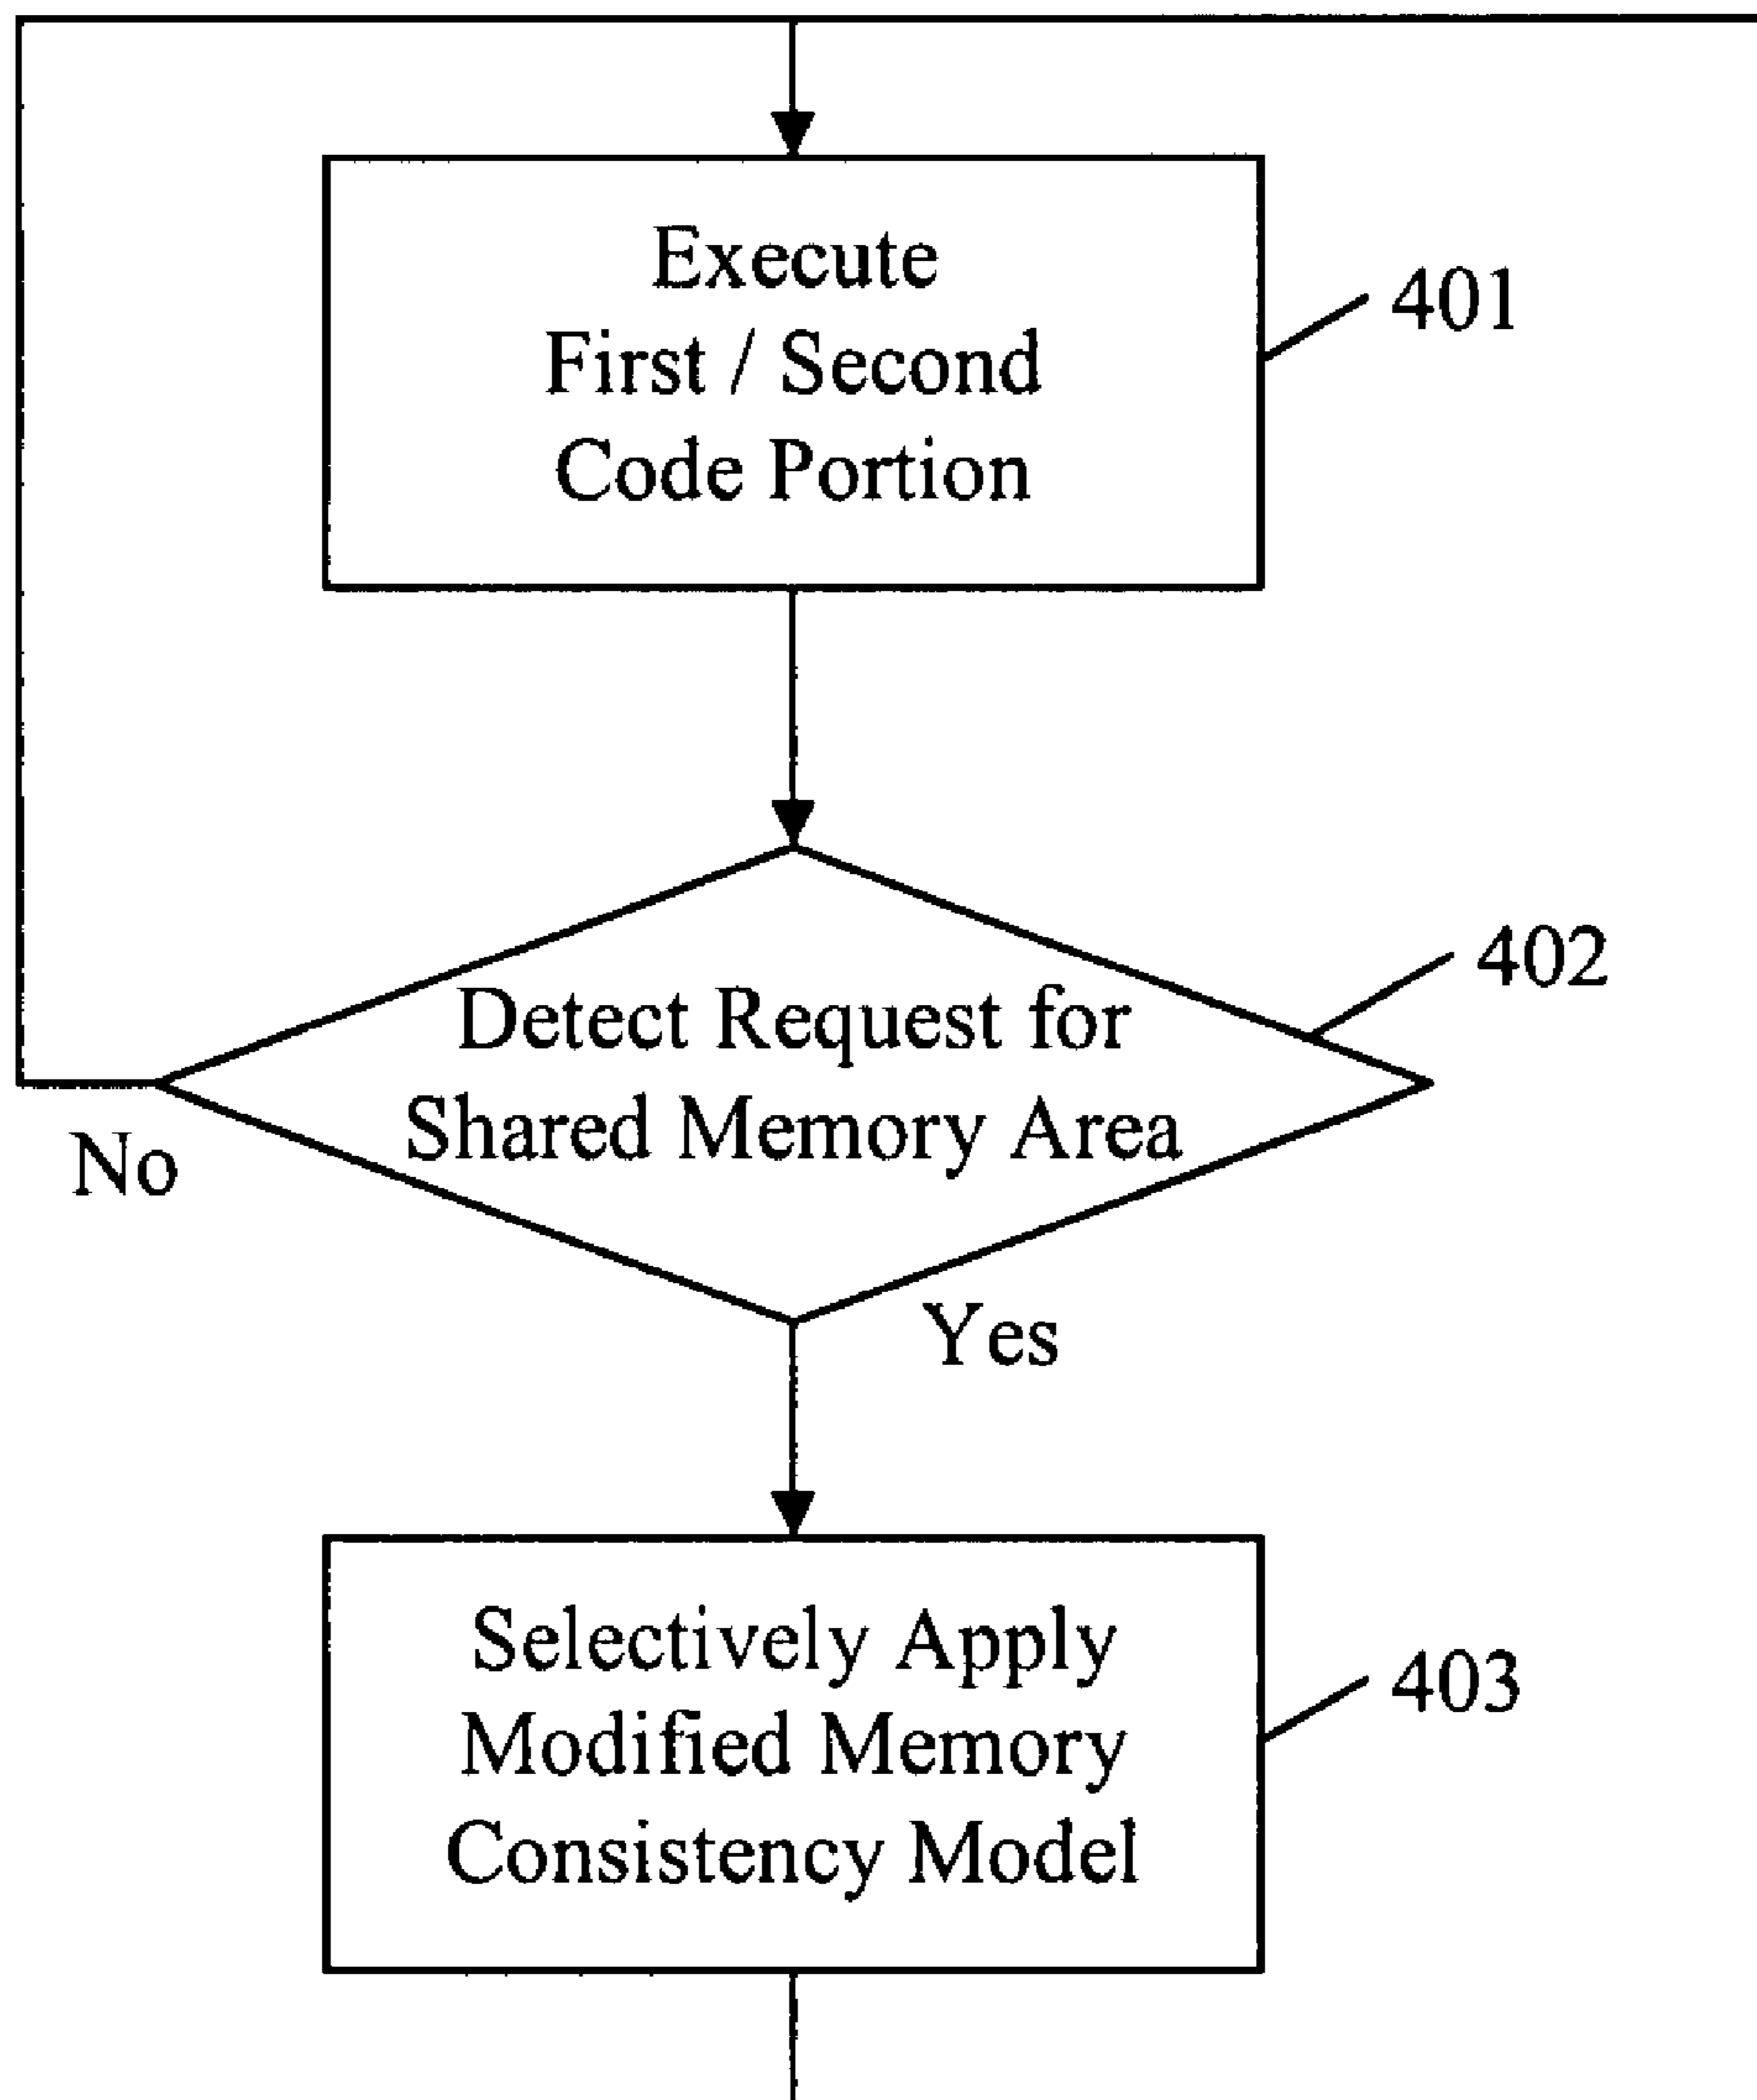 Execute
First / Second
Code Portion
401
Detect Request for
Shared Memory Area
402
No
Yes
Selectively Apply
Modified Memory
Consistency Model
403